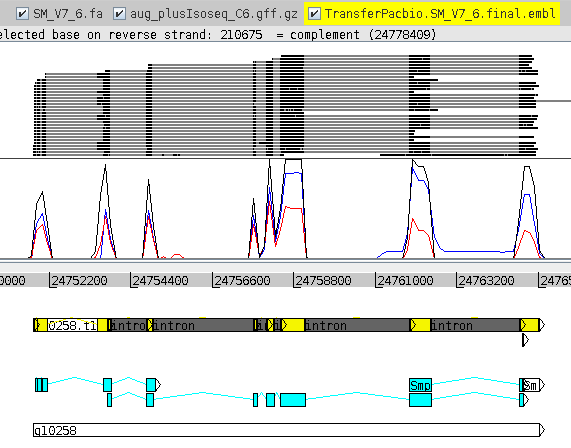 SM_V7_6.fa aug_plusIsoseq_C6.gff.gz TransferPacbio.SM_V7_6.final.embl
elected base on reverse strand: 210675 = complement (24778409)
0000 24752200 24754400 24756600 24758800 24761000 24763200 24765
0258.t1 intro intron i i intron intron
Smp Sm
g10258